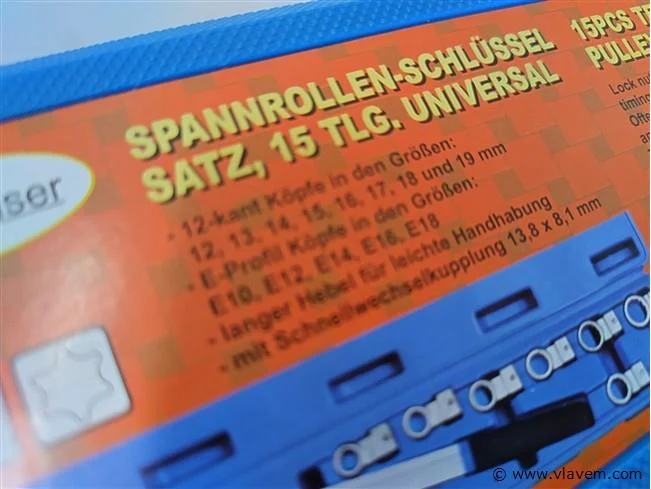 SPANNROLLEN-SCHLÜSSEL
SATZ, 15 TLG. UNIVERSAL
- 12-kant Köpfe in den Größen:
12, 13, 14, 15, 16, 17, 18 und 19 mm
- E-Profil Köpfe in den Größen:
E10, E12, E14, E16, E18
- langer Hebel für leichte Handhabung
- mit Schnellwechselkupplung 13,8 x 8,1 mm
15PCS
Lock
timing
© www.vlavem.com